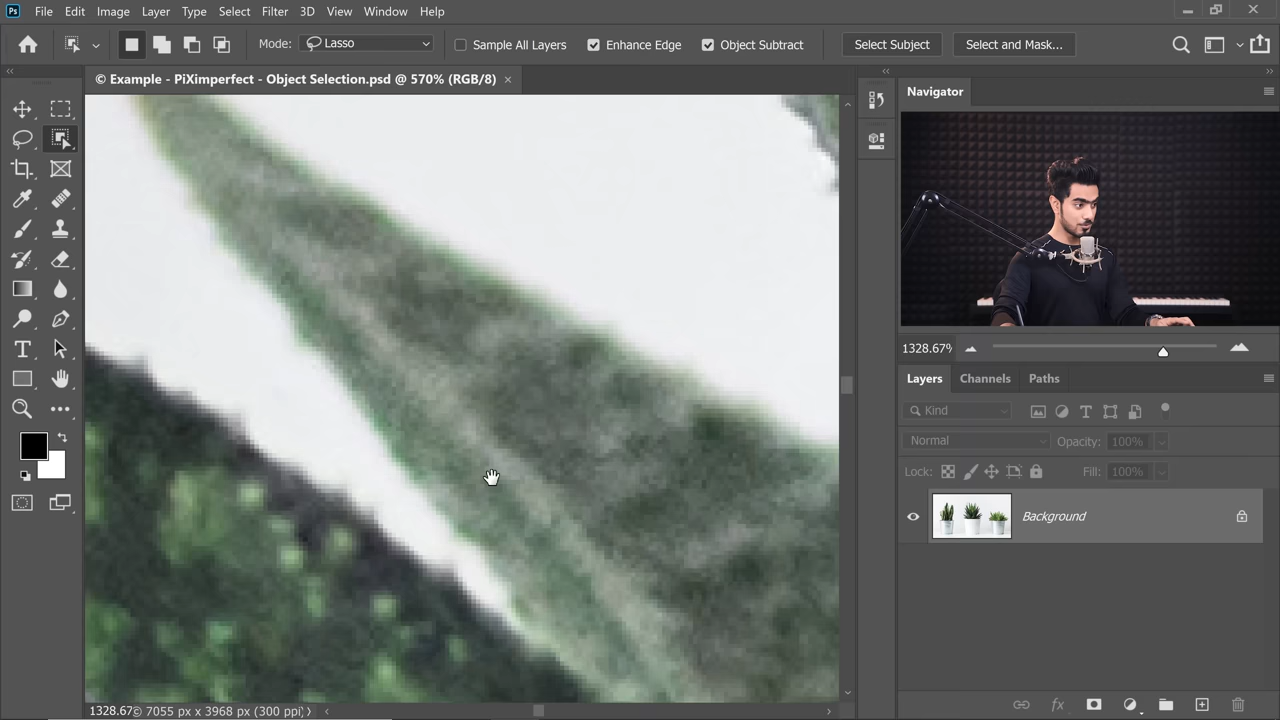 Ps File Edit Image Layer Type Select Filter 3D View Window Help
Mode: Lasso Sample All Layers Enhance Edge Object Subtract Select Subject Select and Mask...
© Example - PiXimperfect - Object Selection.psd @ 570% (RGB/8) ×
Navigator
1328.67%
Layers Channels Paths
Kind
Normal Opacity: 100%
Lock: Fill: 100%
Background
fx
1328.67 © 7055 px x 3968 px (300 ppi)